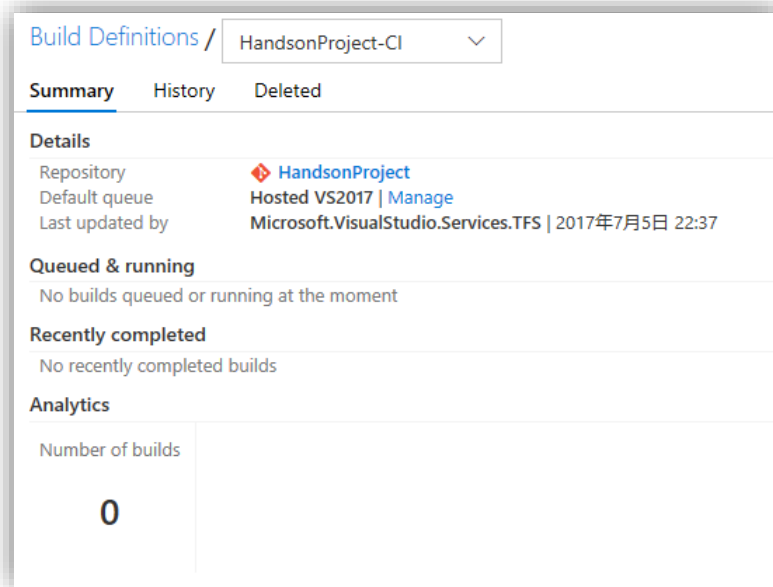 Build Definitions / HandsonProject-CI
Summary History Deleted
Details
Repository HandsonProject
Default queue Hosted VS2017 | Manage
Last updated by Microsoft.VisualStudio.Services.TFS | 2017年7月5日 22:37
Queued & running
No builds queued or running at the moment
Recently completed
No recently completed builds
Analytics
Number of builds
0